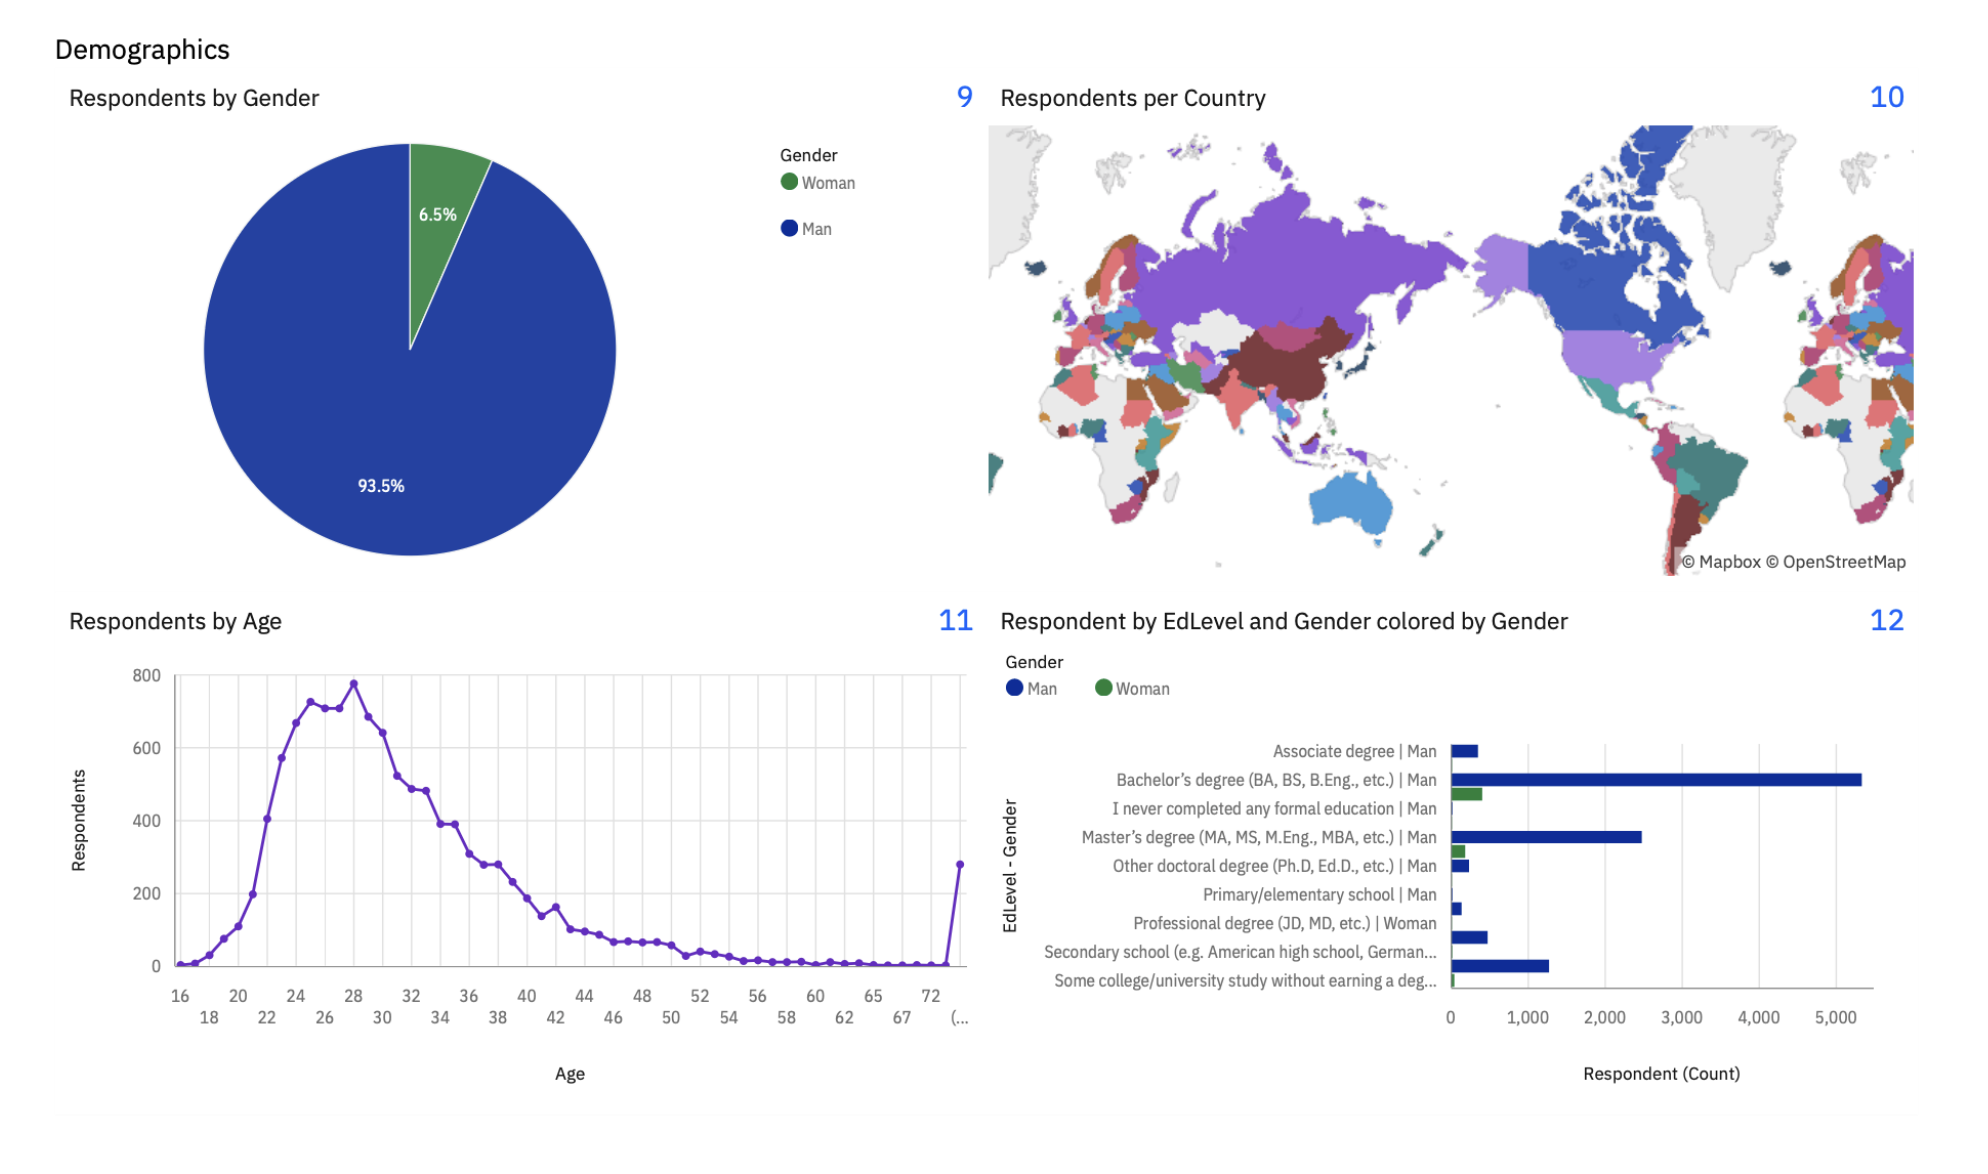 Demographics
Respondents by Gender
9
Gender
Woman
Man
6.5%
93.5%
Respondents per Country
10
© Mapbox © OpenStreetMap
Respondents by Age
11
Respondents
800
600
400
200
0
16 20 24 28 32 36 40 44 48 52 56 60 65 72
18 22 26 30 34 38 42 46 50 54 58 62 67 (...
Age
Respondent by EdLevel and Gender colored by Gender
12
Gender
Man Woman
EdLevel - Gender
Associate degree | Man
Bachelor’s degree (BA, BS, B.Eng., etc.) | Man
I never completed any formal education | Man
Master’s degree (MA, MS, M.Eng., MBA, etc.) | Man
Other doctoral degree (Ph.D, Ed.D., etc.) | Man
Primary/elementary school | Man
Professional degree (JD, MD, etc.) | Woman
Secondary school (e.g. American high school, German...
Some college/university study without earning a deg...
0 1,000 2,000 3,000 4,000 5,000
Respondent (Count)